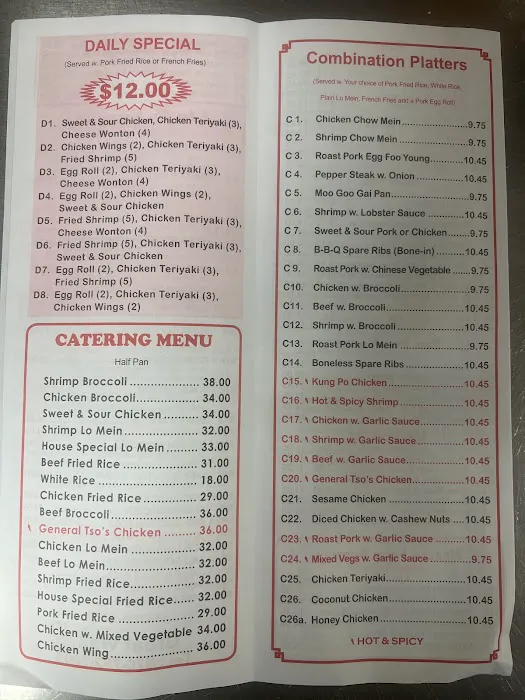 DAILY SPECIAL
(Served w. Pork Fried Rice or French Fries)
$12.00
D1. Sweet & Sour Chicken, Chicken Teriyaki (3),
Cheese Wonton (4)
D2. Chicken Wings (2), Chicken Teriyaki (3),
Fried Shrimp (5)
D3. Egg Roll (2), Chicken Teriyaki (3),
Cheese Wonton (4)
D4. Egg Roll (2), Chicken Wings (2),
Sweet & Sour Chicken
D5. Fried Shrimp (5), Chicken Teriyaki (3),
Cheese Wonton (4)
D6. Fried Shrimp (5), Chicken Teriyaki (3),
Sweet & Sour Chicken
D7. Egg Roll (2), Chicken Teriyaki (3),
Fried Shrimp (5)
D8. Egg Roll (2), Chicken Teriyaki (3),
Chicken Wings (2)
CATERING MENU
Half Pan
Shrimp Broccoli ................ 38.00
Chicken Broccoli................ 34.00
Sweet & Sour Chicken ......... 34.00
Shrimp Lo Mein................. 32.00
House Special Lo Mein ........ 33.00
Beef Fried Rice ................. 31.00
White Rice ..................... 18.00
Chicken Fried Rice.............. 29.00
Beef Broccoli................... 36.00
General Tso's Chicken ........ 36.00
Chicken Lo Mein ................ 32.00
Beef Lo Mein.................... 32.00
Shrimp Fried Rice............... 32.00
House Special Fried Rice...... 32.00
Pork Fried Rice ................ 29.00
Chicken w. Mixed Vegetable 34.00
Chicken Wing................... 36.00
Combination Platters
(Served w. Your choice of Pork Fried Rice, White Rice,
Plain Lo Mein, French Fries and a Pork Egg Roll)
C 1. Chicken Chow Mein ................ 9.75
C 2. Shrimp Chow Mein ................. 9.75
C 3. Roast Pork Egg Foo Young.......... 10.45
C 4. Pepper Steak w. Onion ............ 10.45
C 5. Moo Goo Gai Pan................... 9.75
C 6. Shrimp w. Lobster Sauce .......... 10.45
C 7. Sweet & Sour Pork or Chicken...... 9.75
C 8. B-B-Q Spare Ribs (Bone-in) ....... 10.45
C 9. Roast Pork w. Chinese Vegetable ...... 9.75
C10. Chicken w. Broccoli............... 9.75
C11. Beef w. Broccoli.................. 10.45
C12. Shrimp w. Broccoli ............... 10.45
C13. Roast Pork Lo Mein ............... 9.75
C14. Boneless Spare Ribs .............. 10.45
C15. Kung Po Chicken .................. 10.45
C16. Hot & Spicy Shrimp................ 10.45
C17. Chicken w. Garlic Sauce........... 10.45
C18. Shrimp w. Garlic Sauce ........... 10.45
C19. Beef w. Garlic Sauce.............. 10.45
C20. General Tso's Chicken............. 10.45
C21. Sesame Chicken ................... 10.45
C22. Diced Chicken w. Cashew Nuts .... 10.45
C23. Roast Pork w. Garlic Sauce ....... 10.45
C24. Mixed Vegs w. Garlic Sauce ....... 9.75
C25. Chicken Teriyaki.................. 10.45
C26. Coconut Chicken................... 10.45
C26a. Honey Chicken ................... 10.45
HOT & SPICY